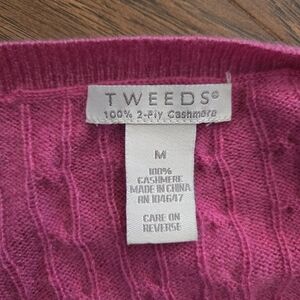 TWEEDS®
100% 2-Ply Cashmere
M
100%
CASHMERE
MADE IN CHINA
RN 104647
CARE ON
REVERSE